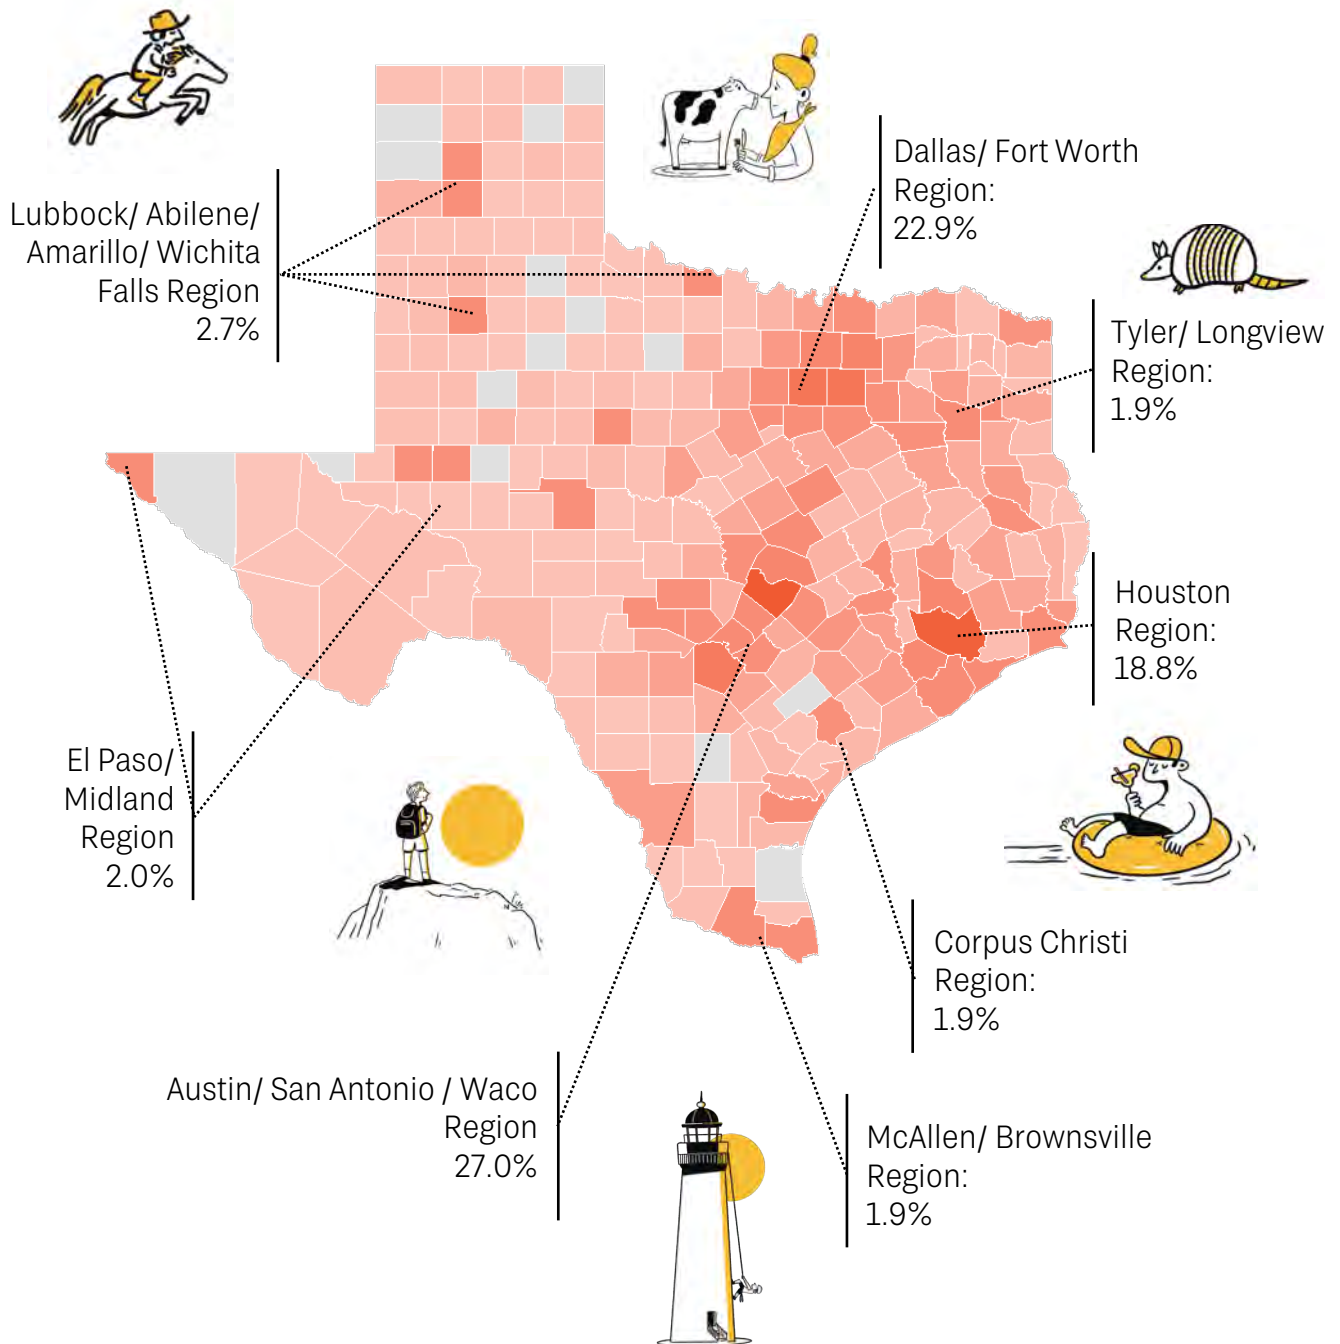 Dallas/ Fort Worth
Region:
22.9%
Lubbock/ Abilene/
Amarillo/ Wichita
Falls Region
2.7%
Tyler/ Longview
Region:
1.9%
Houston
Region:
18.8%
El Paso/
Midland
Region
2.0%
Corpus Christi
Region:
1.9%
Austin/ San Antonio / Waco
Region
27.0%
McAllen/ Brownsville
Region:
1.9%